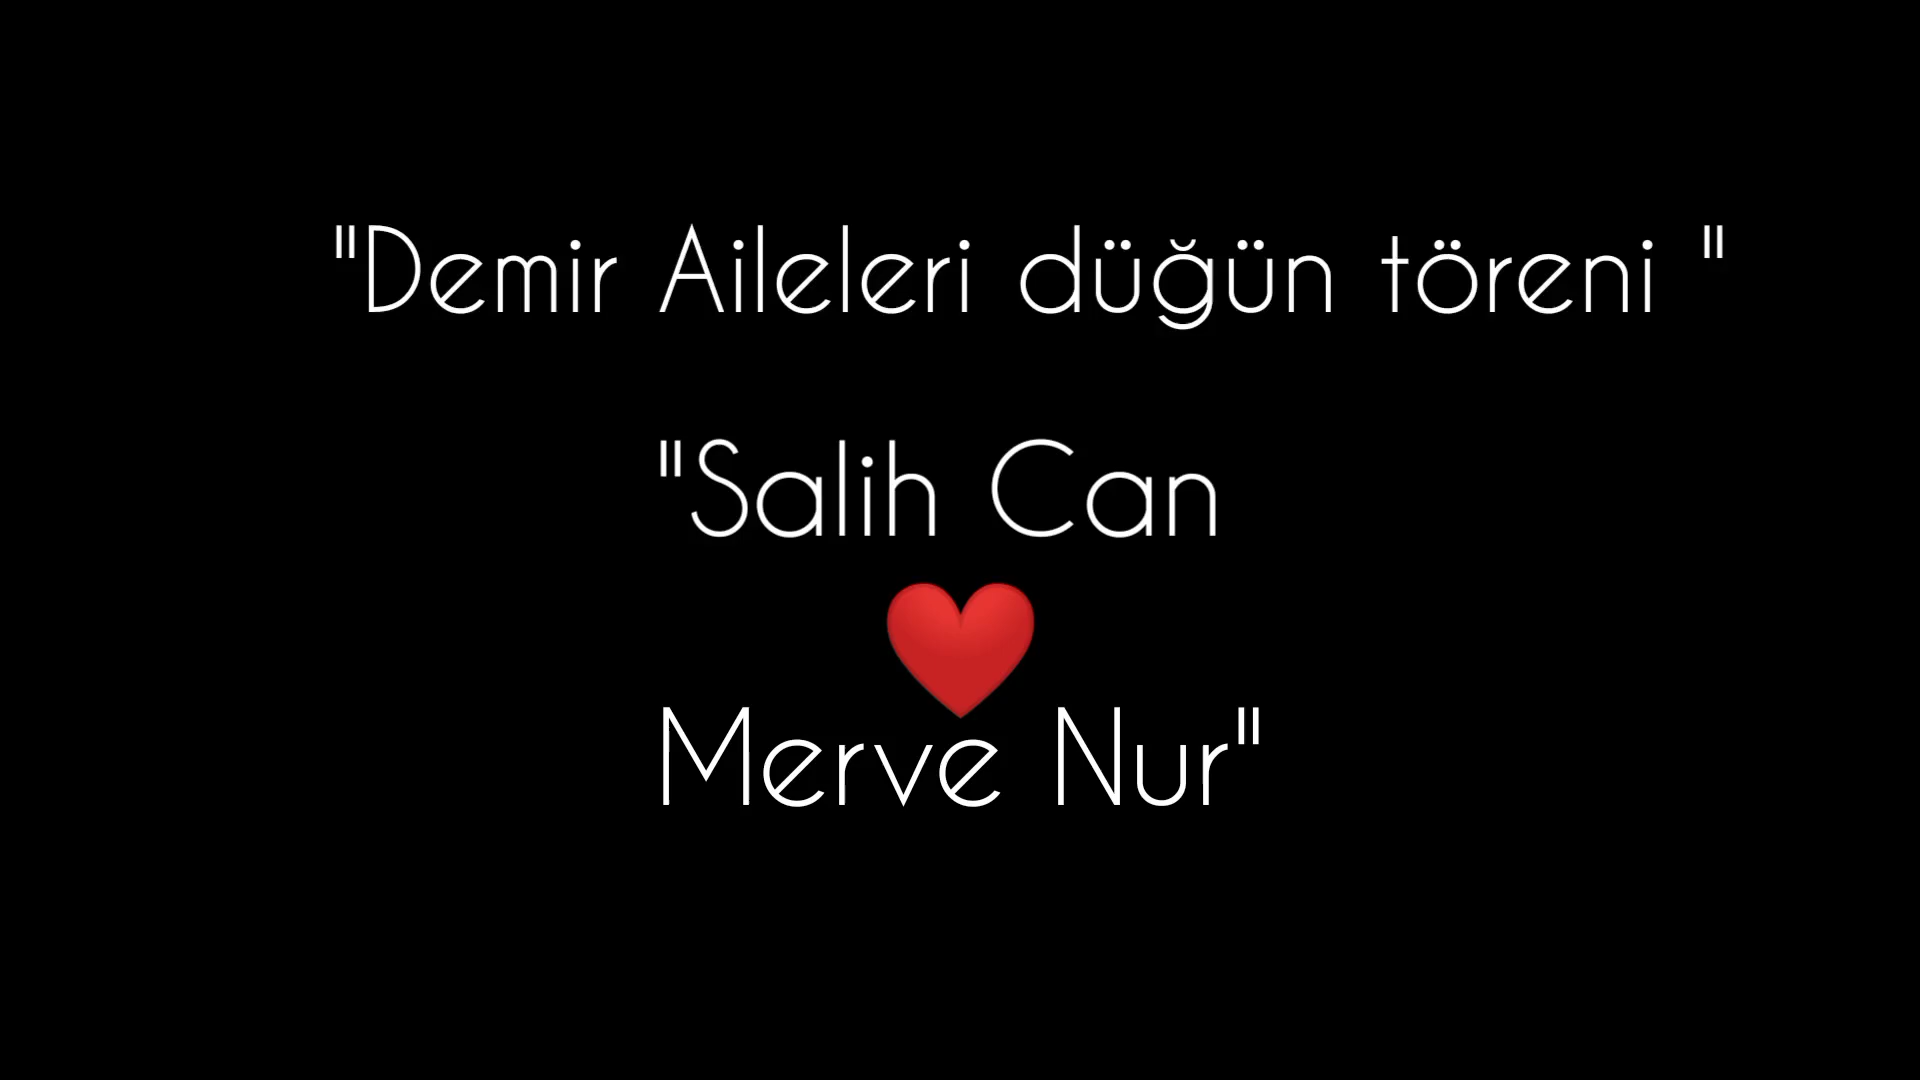 "Demir Aileleri düğün töreni "
"Salih Can
❤️
Merve Nur"